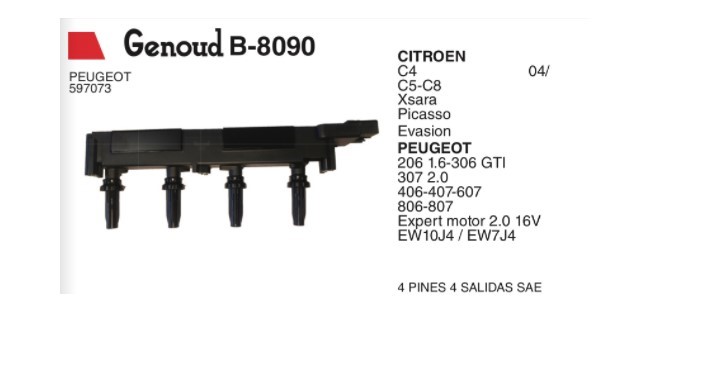 Genoud B-8090
PEUGEOT
597073
CITROEN
C4 04/
C5-C8
Xsara
Picasso
Evasion
PEUGEOT
206 1.6-306 GTI
307 2.0
406-407-607
806-807
Expert motor 2.0 16V
EW10J4 / EW7J4
4 PINES 4 SALIDAS SAE